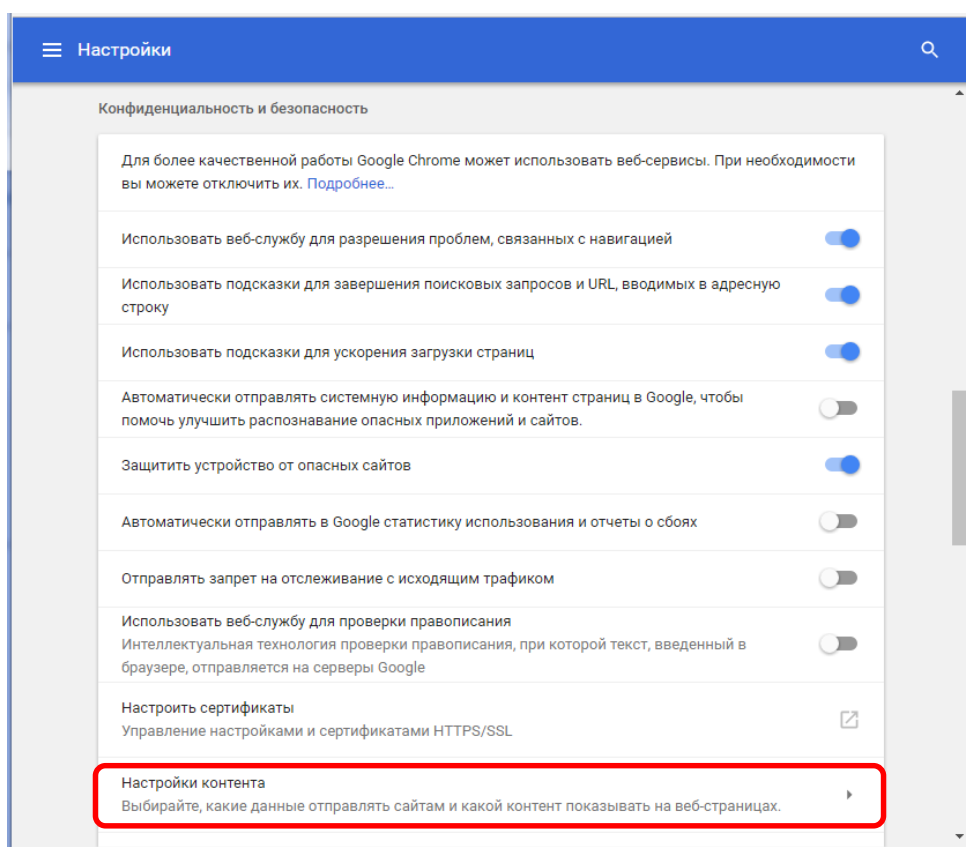 Настройки
Конфиденциальность и безопасность
Для более качественной работы Google Chrome может использовать веб-сервисы. При необходимости
вы можете отключить их. Подробнее...
Использовать веб-службу для разрешения проблем, связанных с навигацией
Использовать подсказки для завершения поисковых запросов и URL, вводимых в адресную
строку
Использовать подсказки для ускорения загрузки страниц
Автоматически отправлять системную информацию и контент страниц в Google, чтобы
помочь улучшить распознавание опасных приложений и сайтов.
Защитить устройство от опасных сайтов
Автоматически отправлять в Google статистику использования и отчеты о сбоях
Отправлять запрет на отслеживание с исходящим трафиком
Использовать веб-службу для проверки правописания
Интеллектуальная технология проверки правописания, при которой текст, введенный в
браузере, отправляется на серверы Google
Настроить сертификаты
Управление настройками и сертификатами HTTPS/SSL
Настройки контента
Выбирайте, какие данные отправлять сайтам и какой контент показывать на веб-страницах.